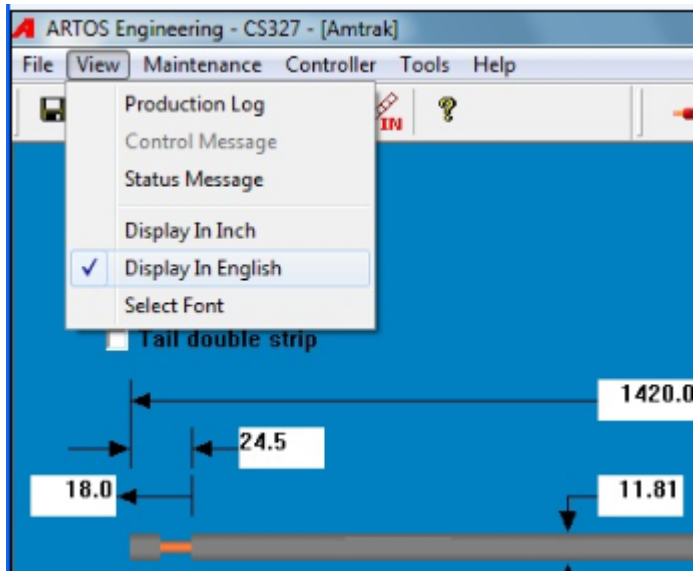 ARTOS Engineering - CS327 - [Amtrak]
File View Maintenance Controller Tools Help
IN ?
Production Log
Control Message
Status Message
Display In Inch
✓ Display In English
Select Font
Tail double strip
1420.0
24.5
18.0
11.81